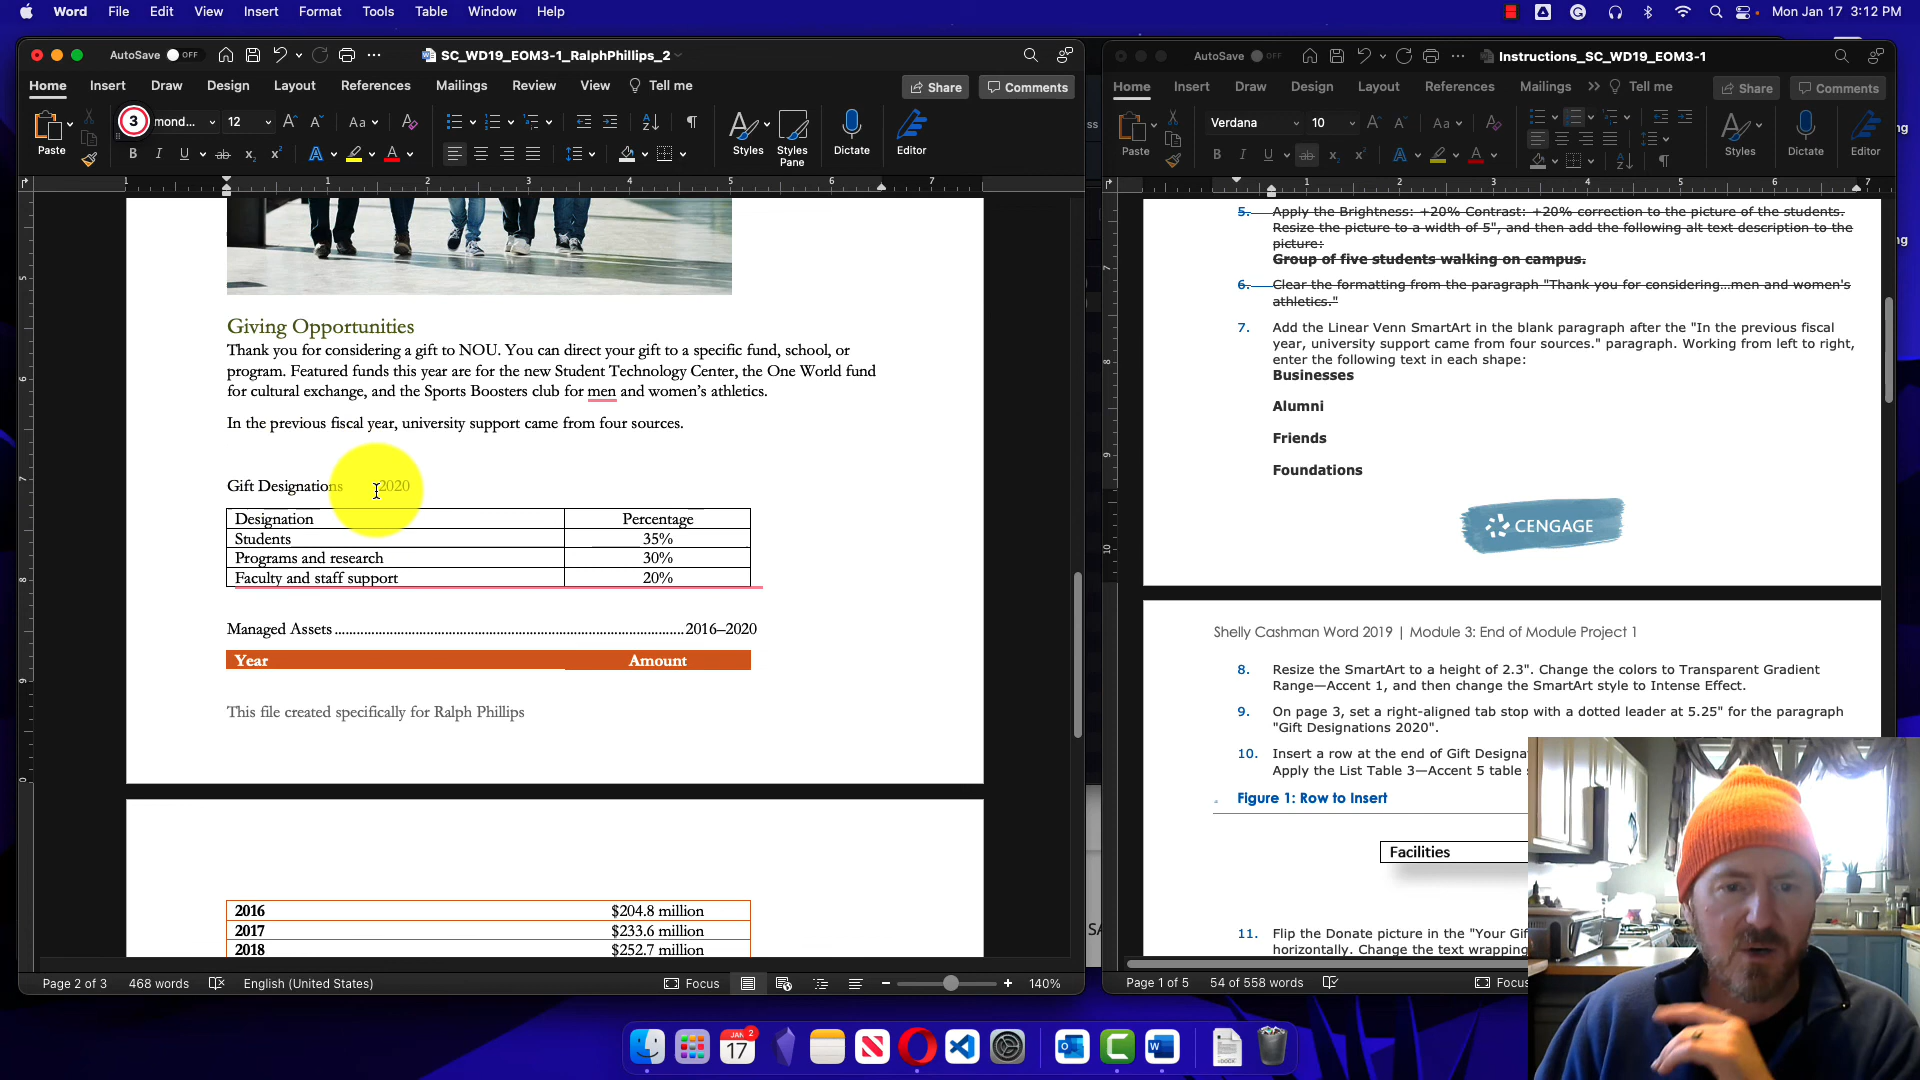 Word File Edit View Insert Format Tools Table Window Help
Mon Jan 17 3:12 PM
AutoSave OFF
SC_WD19_EOM3-1_RalphPhillips_2
Home Insert Draw Design Layout References Mailings Review View Tell me
Share Comments
3 mond... 12
Paste
Styles
Styles Pane
Dictate
Editor
Giving Opportunities
Thank you for considering a gift to NOU. You can direct your gift to a specific fund, school, or
program. Featured funds this year are for the new Student Technology Center, the One World fund
for cultural exchange, and the Sports Boosters club for men and women's athletics.
In the previous fiscal year, university support came from four sources.
Gift Designations 2020
Designation Percentage
Students 35%
Programs and research 30%
Faculty and staff support 20%
Managed Assets 2016–2020
Year Amount
This file created specifically for Ralph Phillips
2016 $204.8 million
2017 $233.6 million
2018 $252.7 million
Page 2 of 3 468 words English (United States) Focus 140%
AutoSave OFF
Instructions_SC_WD19_EOM3-1
Home Insert Draw Design Layout References Mailings Tell me
Share Comments
Verdana 10
Paste
Styles
Dictate
Editor
5. Apply the Brightness: +20% Contrast: +20% correction to the picture of the students.
Resize the picture to a width of 5", and then add the following alt text description to the
picture:
Group of five students walking on campus.
6. Clear the formatting from the paragraph "Thank you for considering...men and women's
athletics."
7. Add the Linear Venn SmartArt in the blank paragraph after the "In the previous fiscal
year, university support came from four sources." paragraph. Working from left to right,
enter the following text in each shape:
Businesses
Alumni
Friends
Foundations
CENGAGE
Shelly Cashman Word 2019 | Module 3: End of Module Project 1
8. Resize the SmartArt to a height of 2.3". Change the colors to Transparent Gradient
Range—Accent 1, and then change the SmartArt style to Intense Effect.
9. On page 3, set a right-aligned tab stop with a dotted leader at 5.25" for the paragraph
"Gift Designations 2020".
10. Insert a row at the end of Gift Designa
Apply the List Table 3—Accent 5 table
Figure 1: Row to Insert
Facilities
11. Flip the Donate picture in the "Your Gif
horizontally. Change the text wrapping
Page 1 of 5 54 of 558 words Focus
JAN 2
17